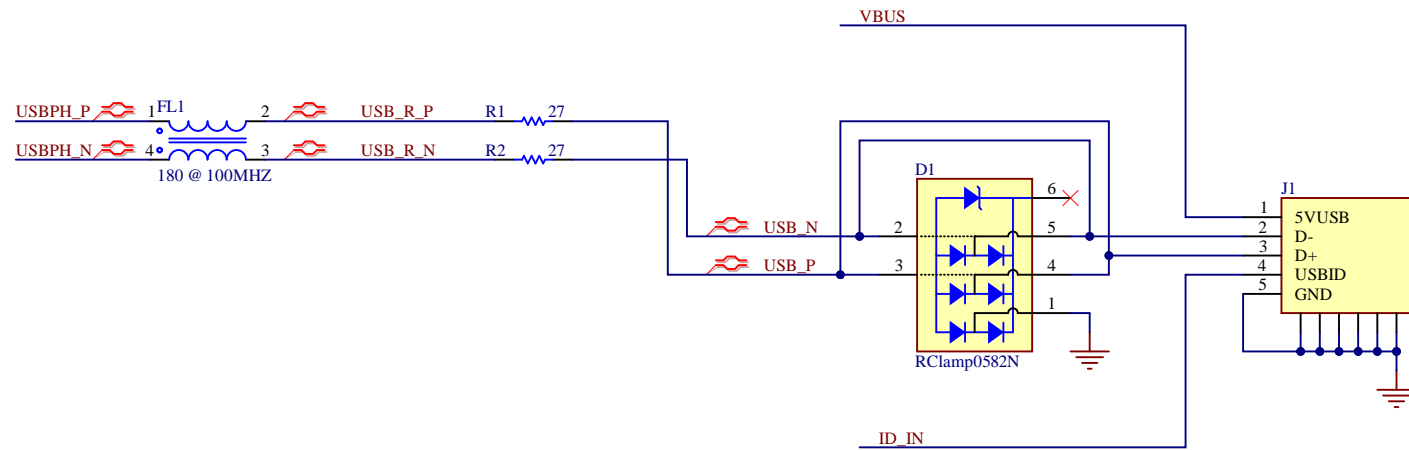 VBUS
USBPH_P 1 FL1 2 USB_R_P R1 27
USBPH_N 4 3 USB_R_N R2 27
180 @ 100MHZ
D1
6
USB_N 2 5
USB_P 3 4
1
RClamp0582N
J1
1 5VUSB
2 D-
3 D+
4 USBID
5 GND
ID_IN